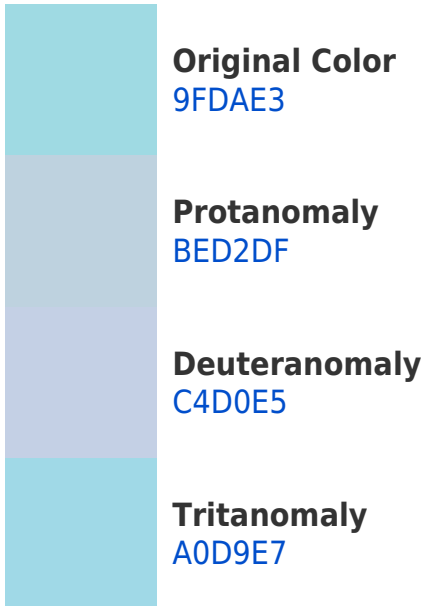 Original Color
9FDAE3
Protanomaly
BED2DF
Deuteranomaly
C4D0E5
Tritanomaly
A0D9E7